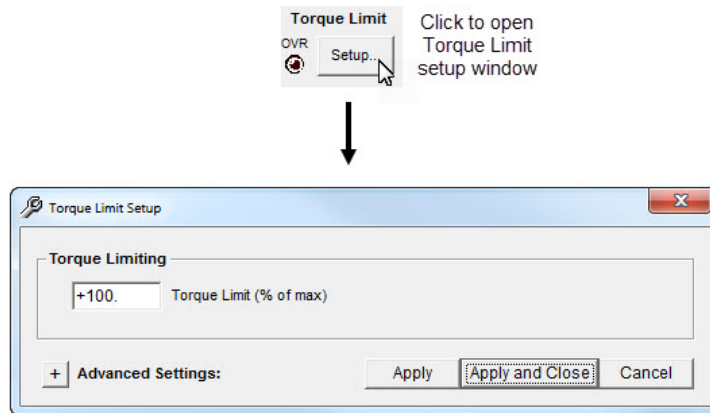 Torque Limit
OVR
Setup...
Click to open
Torque Limit
setup window
Torque Limit Setup
Torque Limiting
+100.
Torque Limit (% of max)
+
Advanced Settings:
Apply
Apply and Close
Cancel